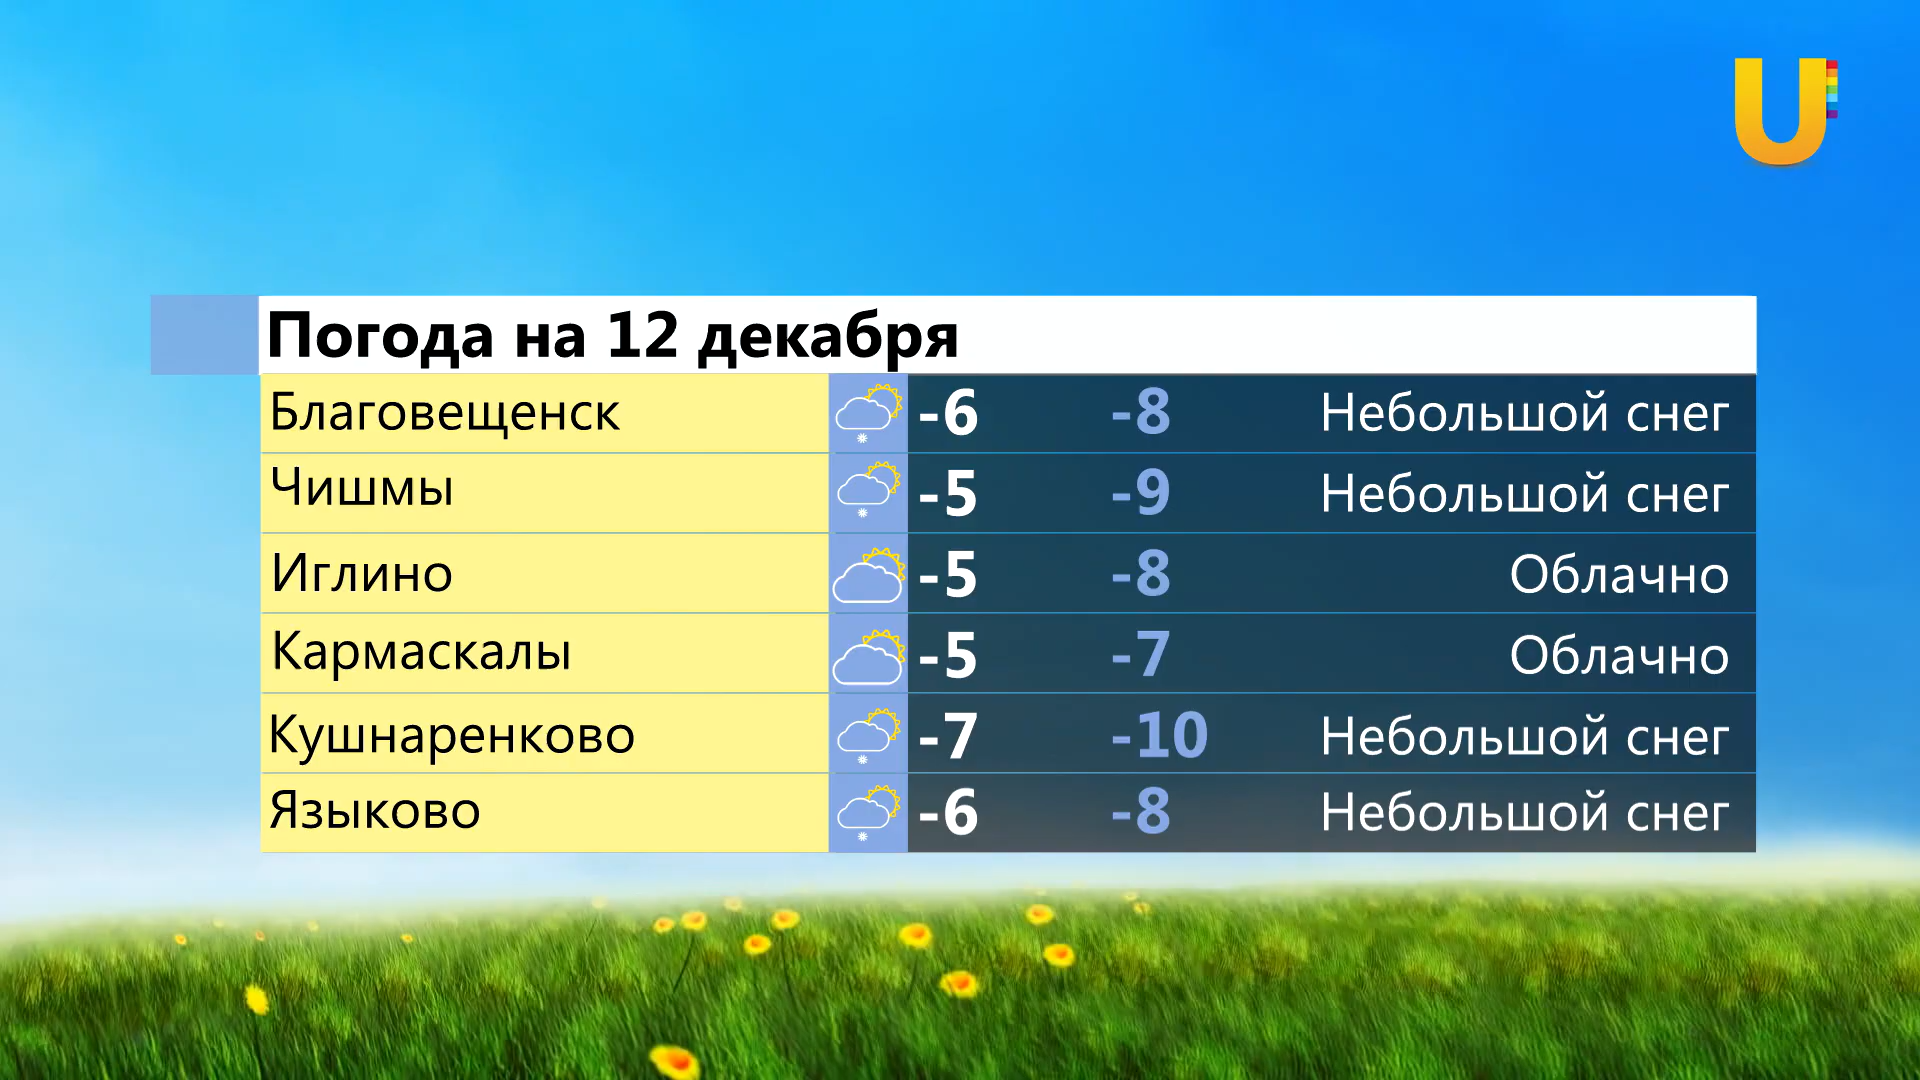 U
Погода на 12 декабря
Благовещенск -6 -8 Небольшой снег
Чишмы -5 -9 Небольшой снег
Иглино -5 -8 Облачно
Кармаскалы -5 -7 Облачно
Кушнаренково -7 -10 Небольшой снег
Языково -6 -8 Небольшой снег